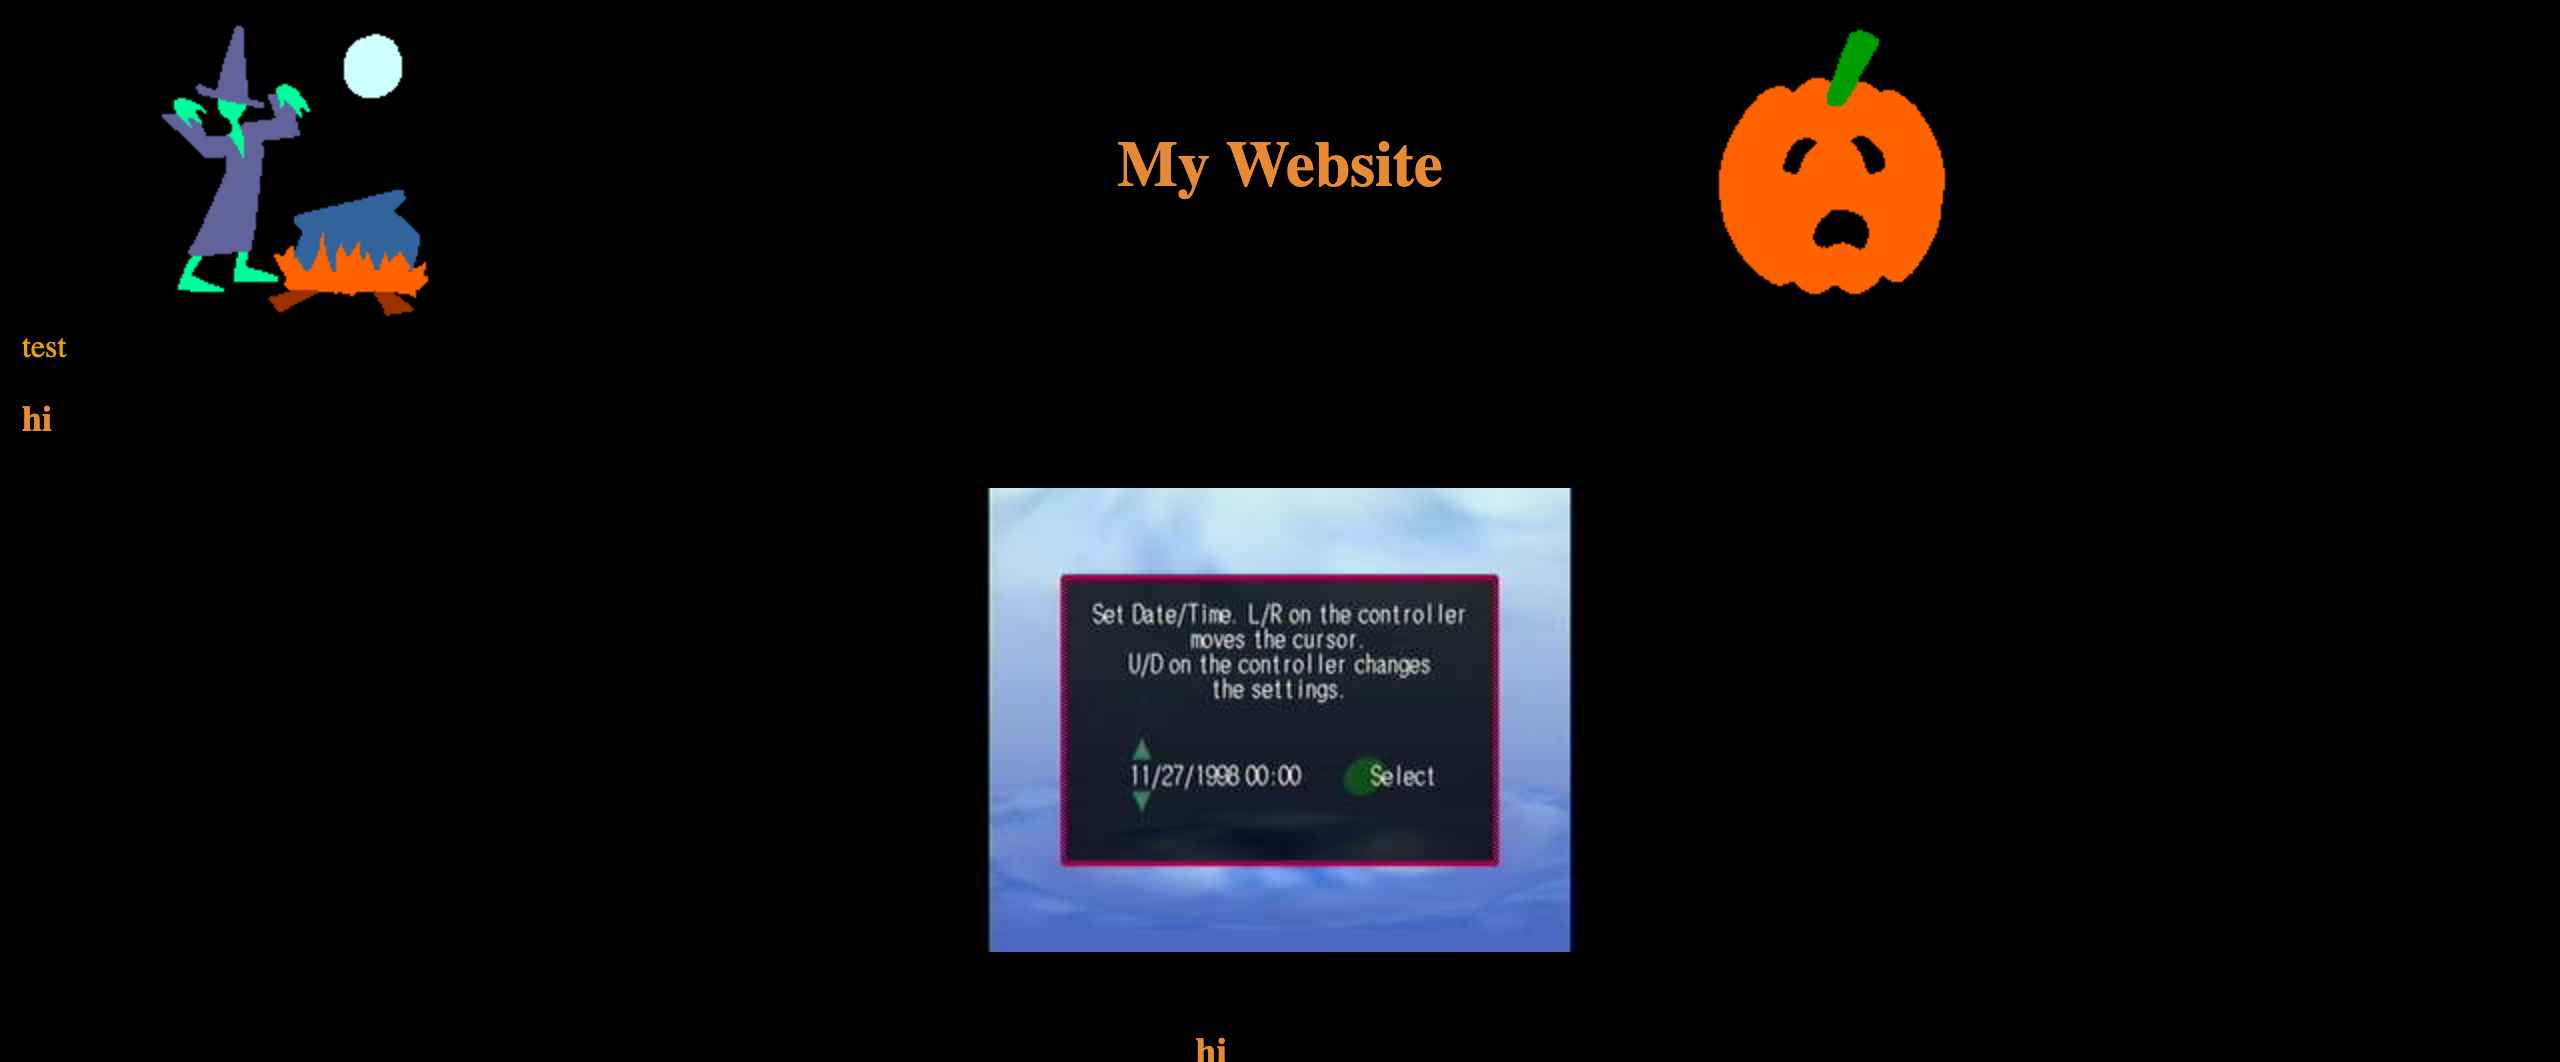 My Website
test
hi
Set Date/Time. L/R on the controller
moves the cursor.
U/D on the controller changes
the settings.
11/27/1998 00:00 Select
hi